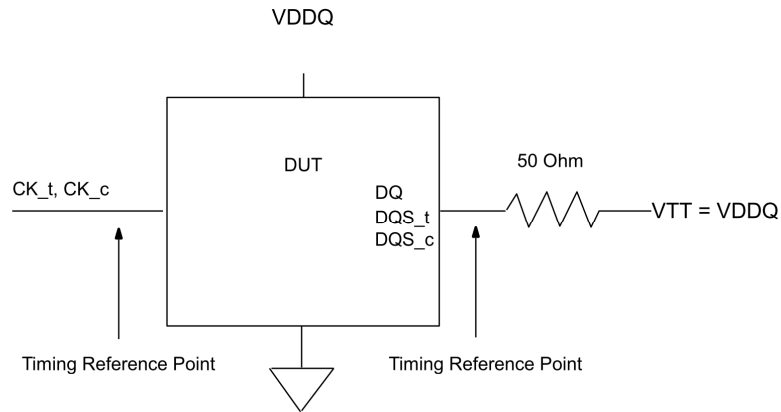 VDDQ
DUT
50 Ohm
CK_t, CK_c
DQ
DQS_t
DQS_c
VTT = VDDQ
Timing Reference Point
Timing Reference Point